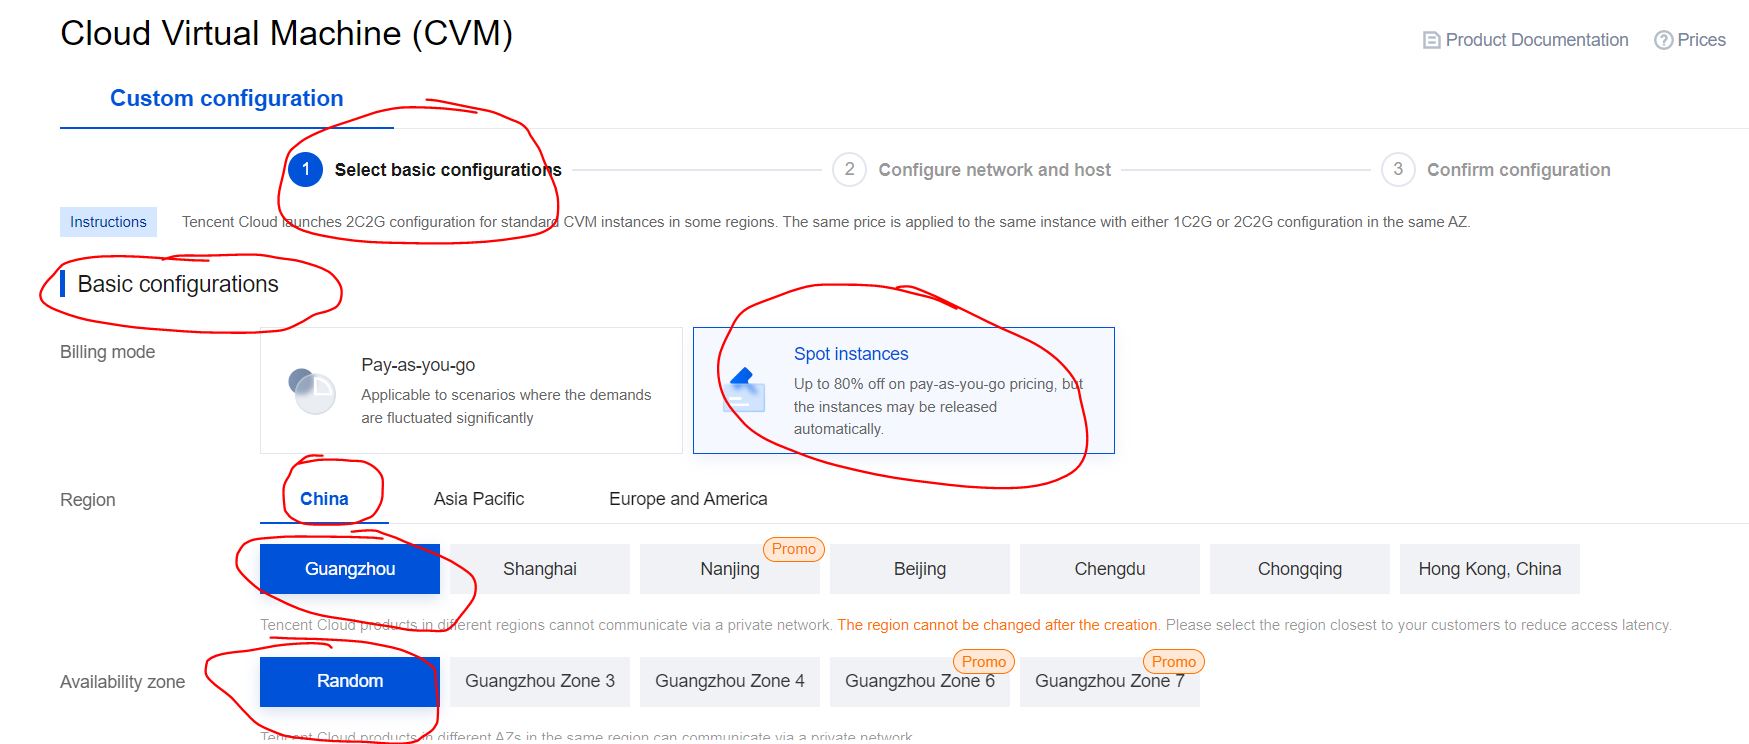 Cloud Virtual Machine (CVM)
Product Documentation Prices
Custom configuration
1 Select basic configurations 2 Configure network and host 3 Confirm configuration
Instructions Tencent Cloud launches 2C2G configuration for standard CVM instances in some regions. The same price is applied to the same instance with either 1C2G or 2C2G configuration in the same AZ.
Basic configurations
Billing mode
Pay-as-you-go
Applicable to scenarios where the demands
are fluctuated significantly
Spot instances
Up to 80% off on pay-as-you-go pricing, but
the instances may be released
automatically.
Region China Asia Pacific Europe and America
Promo
Guangzhou Shanghai Nanjing Beijing Chengdu Chongqing Hong Kong, China
Tencent Cloud products in different regions cannot communicate via a private network. The region cannot be changed after the creation. Please select the region closest to your customers to reduce access latency.
Promo Promo
Availability zone Random Guangzhou Zone 3 Guangzhou Zone 4 Guangzhou Zone 6 Guangzhou Zone 7
Tencent Cloud products in different AZs in the same region can communicate via a private network.